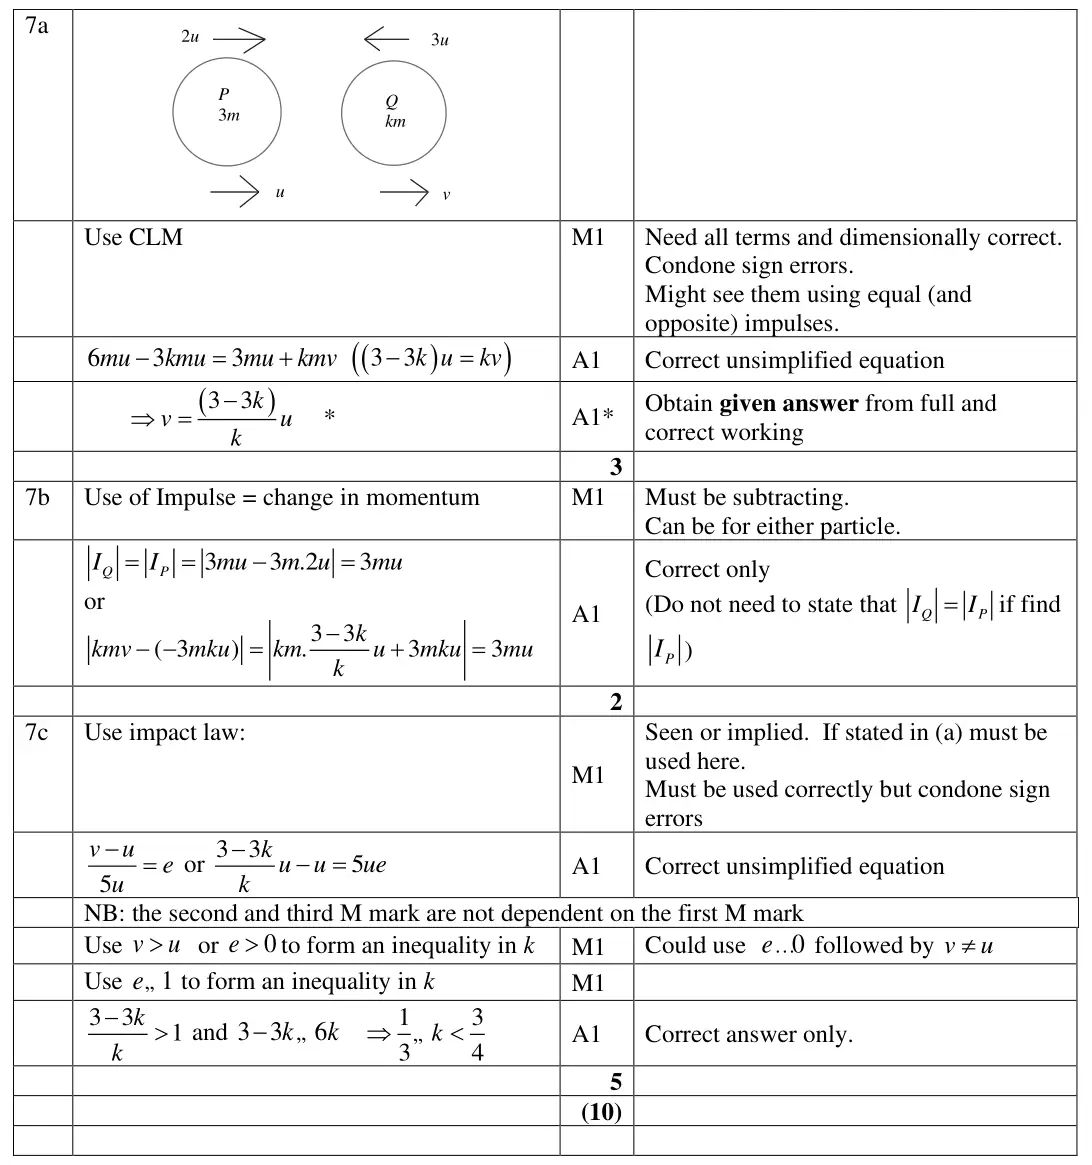 7a
2u 3u
P
3m
Q
km
u v
Use CLM M1 Need all terms and dimensionally correct.
Condone sign errors.
Might see them using equal (and
opposite) impulses.
6mu − 3kmu = 3mu + kmv ((3 − 3k)u = kv) A1 Correct unsimplified equation
⇒ v = (3 − 3k)/k u * A1* Obtain given answer from full and
correct working
3
7b Use of Impulse = change in momentum M1 Must be subtracting.
Can be for either particle.
|I_Q| = |I_P| = |3mu − 3m.2u| = 3mu
or
|kmv − (−3mku)| = |km. (3 − 3k)/k u + 3mku| = 3mu
A1 Correct only
(Do not need to state that |I_Q| = |I_P| if find
|I_P| )
2
7c Use impact law: M1 Seen or implied. If stated in (a) must be
used here.
Must be used correctly but condone sign
errors
(v − u)/5u = e or (3 − 3k)/k u − u = 5ue A1 Correct unsimplified equation
NB: the second and third M mark are not dependent on the first M mark
Use v > u or e > 0 to form an inequality in k M1 Could use e…0 followed by v ≠ u
Use e„ 1 to form an inequality in k M1
(3 − 3k)/k > 1 and 3 − 3k„ 6k ⇒ 1/3 „ k < 3/4 A1 Correct answer only.
5
(10)